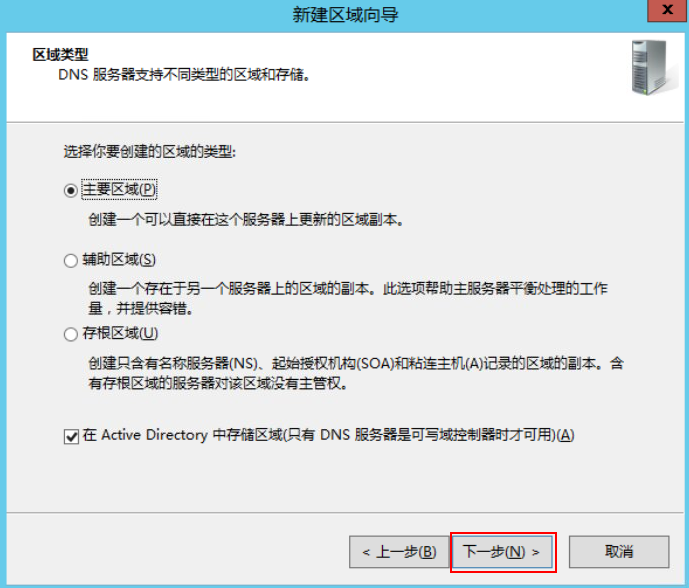 新建区域向导
x
区域类型
DNS 服务器支持不同类型的区域和存储。
选择你要创建的区域的类型:
主要区域(P)
创建一个可以直接在这个服务器上更新的区域副本。
辅助区域(S)
创建一个存在于另一个服务器上的区域的副本。此选项帮助主服务器平衡处理的工作
量，并提供容错。
存根区域(U)
创建只含有名称服务器(NS)、起始授权机构(SOA)和粘连主机(A)记录的区域的副本。含
有存根区域的服务器对该区域没有主管权。
在 Active Directory 中存储区域(只有 DNS 服务器是可写域控制器时才可用)(A)
< 上一步(B) 下一步(N) > 取消